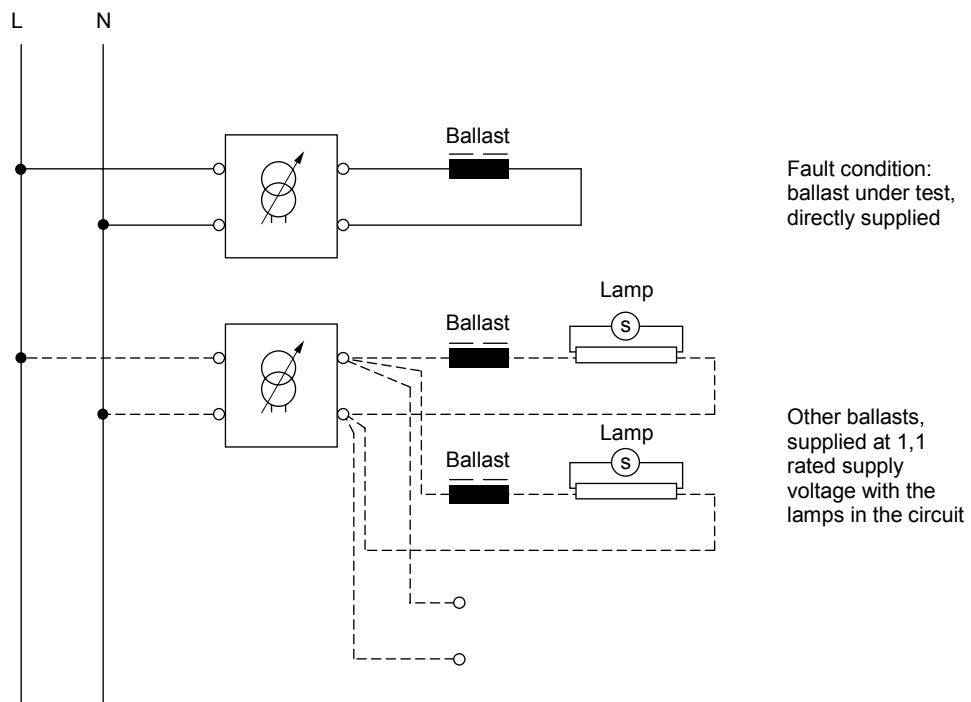 L N
Ballast
Fault condition:
ballast under test,
directly supplied
Lamp
S
Ballast
Other ballasts,
supplied at 1,1
rated supply
voltage with the
lamps in the circuit
Lamp
S
Ballast